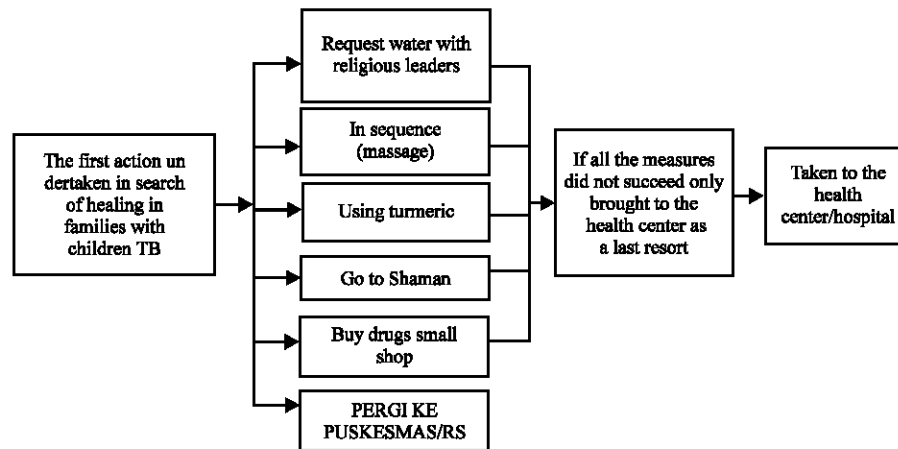 The first action un
dertaken in search
of healing in
families with
children TB
Request water with
religious leaders
In sequence
(massage)
Using turmeric
Go to Shaman
Buy drugs small
shop
PERGI KE
PUSKESMAS/RS
If all the measures
did not succeed only
brought to the
health center as
a last resort
Taken to the
health
center/hospital